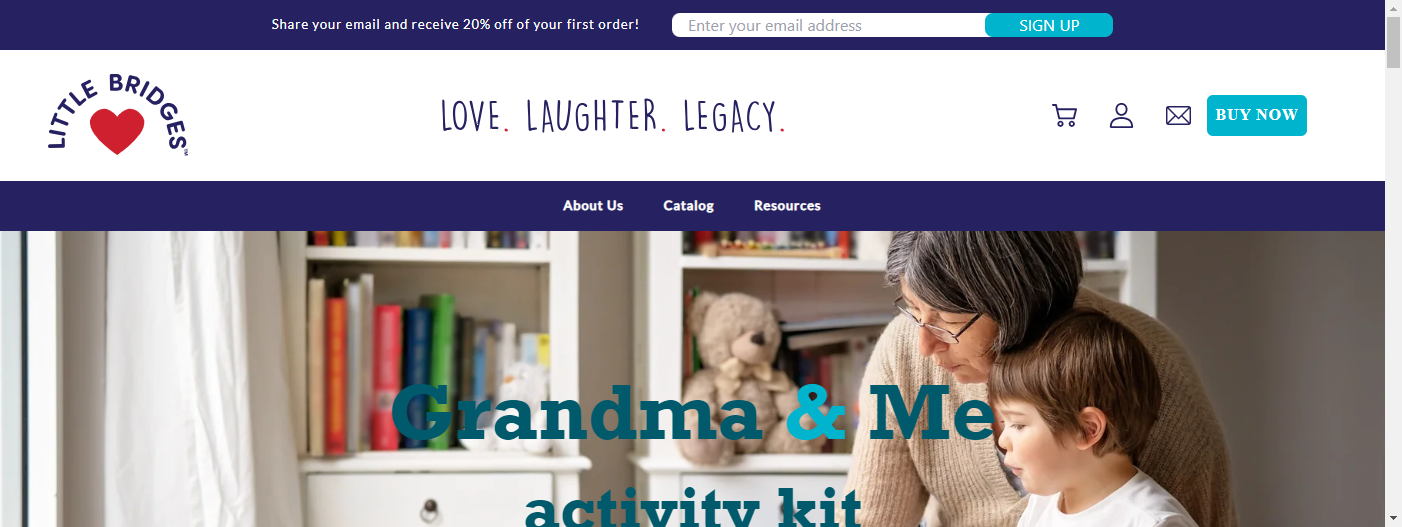 Share your email and receive 20% off of your first order!
Enter your email address
SIGN UP
LITTLE BRIDGES™
LOVE. LAUGHTER. LEGACY.
BUY NOW
About Us
Catalog
Resources
Grandma & Me
activity kit